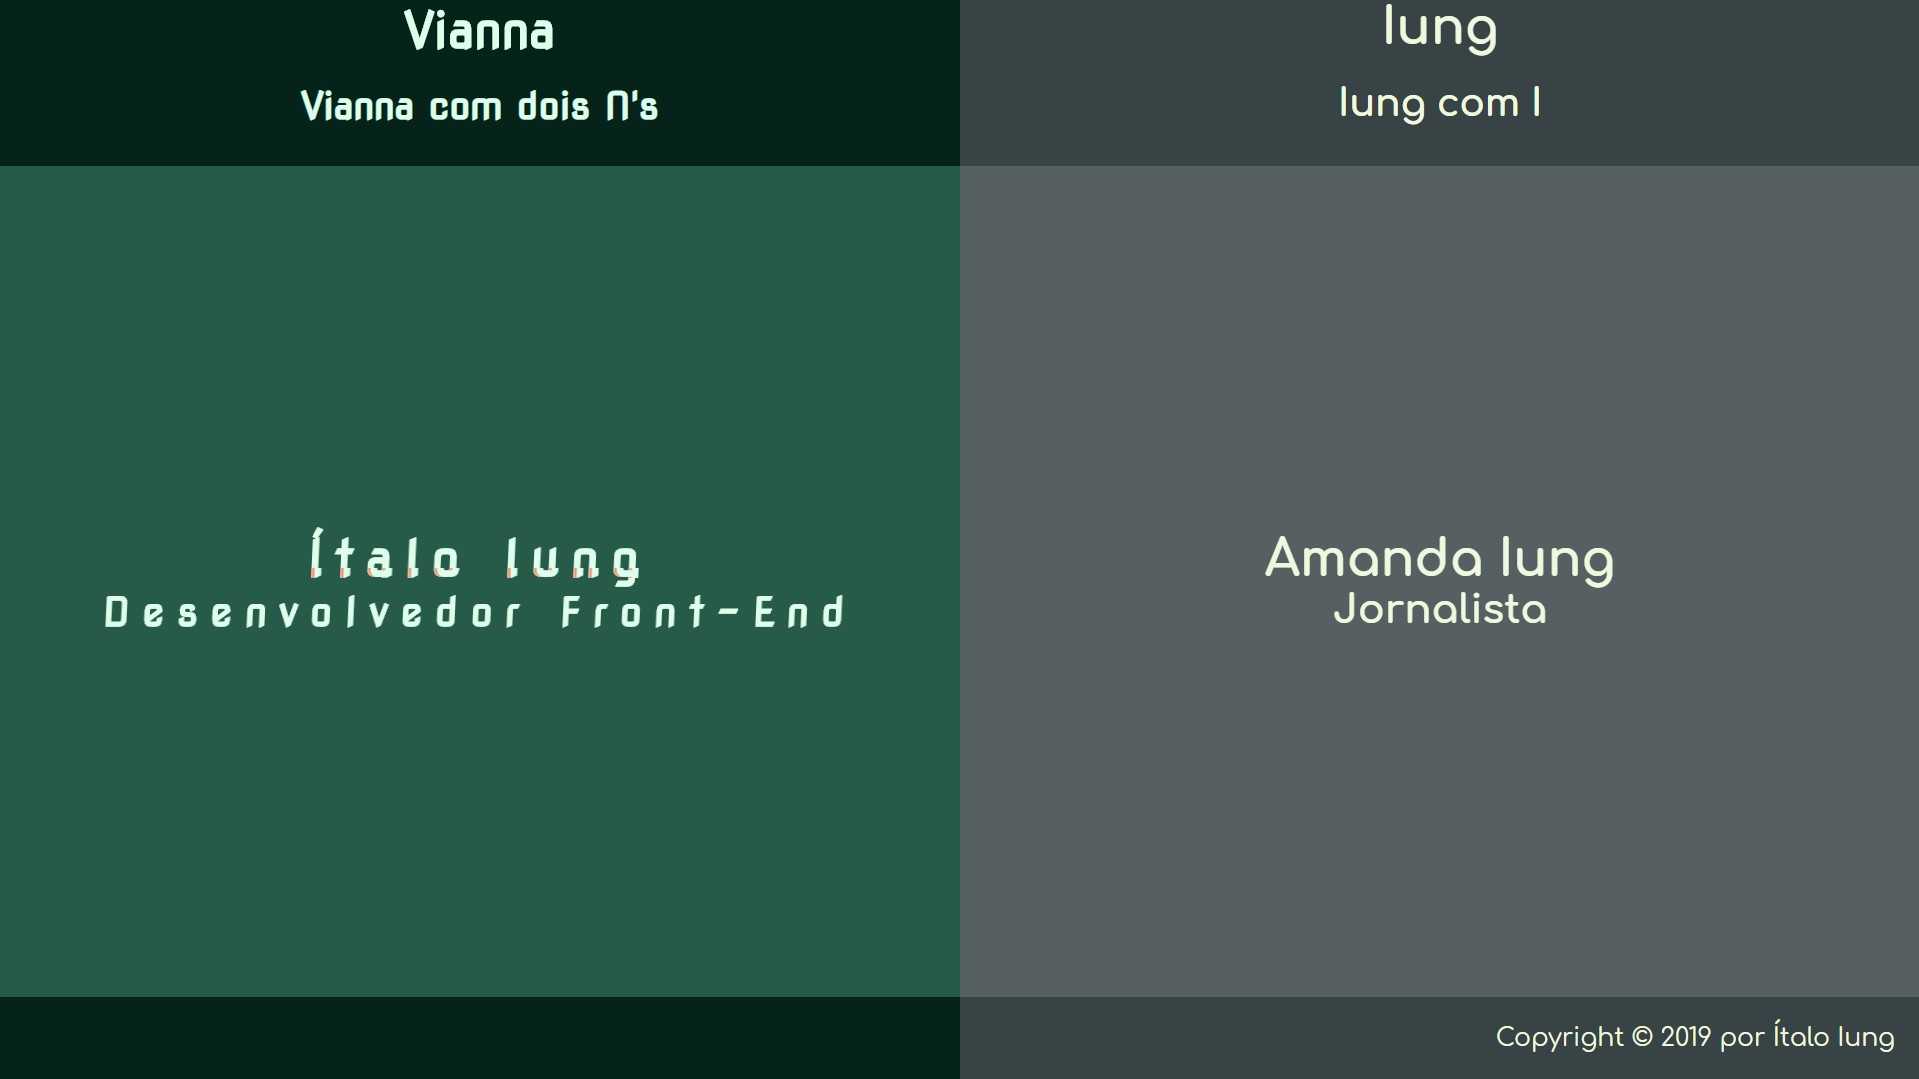 Vianna
Vianna com dois N's
Iung
Iung com I
Ítalo Iung
Desenvolvedor Front-End
Amanda Iung
Jornalista
Copyright © 2019 por Ítalo Iung